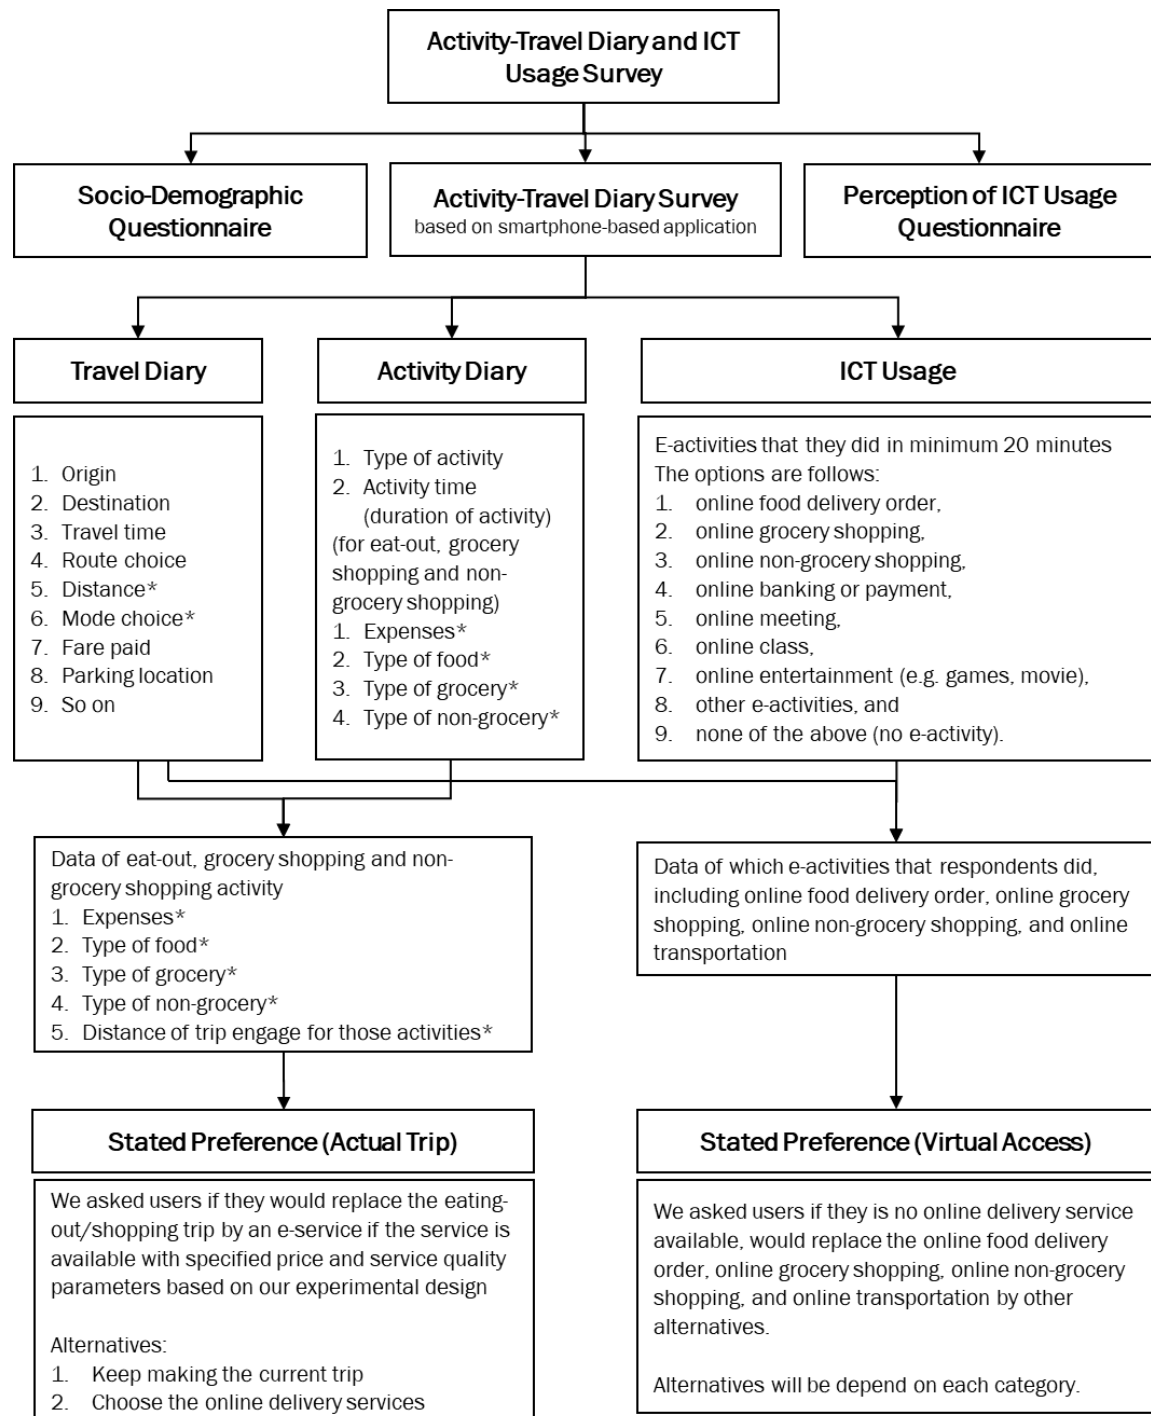 Activity-Travel Diary and ICT
Usage Survey
Socio-Demographic
Questionnaire
Activity-Travel Diary Survey
based on smartphone-based application
Perception of ICT Usage
Questionnaire
Travel Diary
1. Origin
2. Destination
3. Travel time
4. Route choice
5. Distance*
6. Mode choice*
7. Fare paid
8. Parking location
9. So on
Activity Diary
1. Type of activity
2. Activity time
(duration of activity)
(for eat-out, grocery
shopping and non-
grocery shopping)
1. Expenses*
2. Type of food*
3. Type of grocery*
4. Type of non-grocery*
ICT Usage
E-activities that they did in minimum 20 minutes
The options are follows:
1. online food delivery order,
2. online grocery shopping,
3. online non-grocery shopping,
4. online banking or payment,
5. online meeting,
6. online class,
7. online entertainment (e.g. games, movie),
8. other e-activities, and
9. none of the above (no e-activity).
Data of eat-out, grocery shopping and non-
grocery shopping activity
1. Expenses*
2. Type of food*
3. Type of grocery*
4. Type of non-grocery*
5. Distance of trip engage for those activities*
Data of which e-activities that respondents did,
including online food delivery order, online grocery
shopping, online non-grocery shopping, and online
transportation
Stated Preference (Actual Trip)
We asked users if they would replace the eating-
out/shopping trip by an e-service if the service is
available with specified price and service quality
parameters based on our experimental design
Alternatives:
1. Keep making the current trip
2. Choose the online delivery services
Stated Preference (Virtual Access)
We asked users if they is no online delivery service
available, would replace the online food delivery
order, online grocery shopping, online non-grocery
shopping, and online transportation by other
alternatives.
Alternatives will be depend on each category.